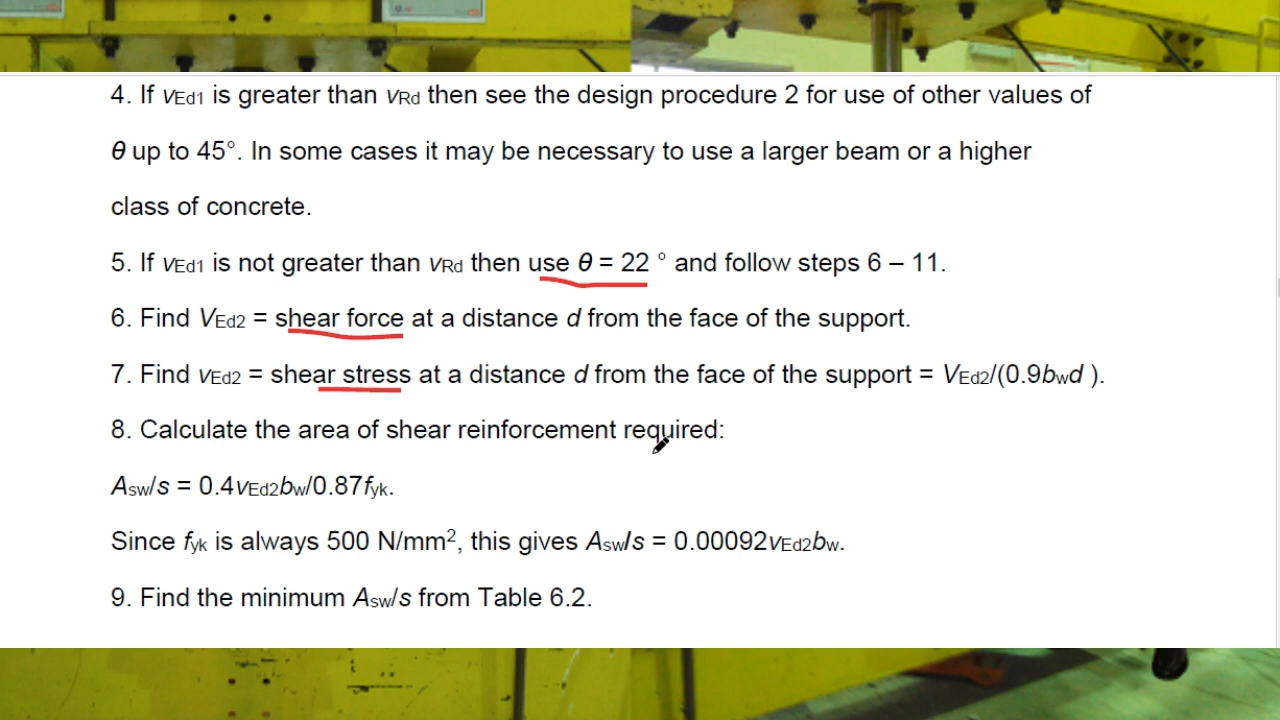 4. If vEd1 is greater than vRd then see the design procedure 2 for use of other values of
θ up to 45°. In some cases it may be necessary to use a larger beam or a higher
class of concrete.
5. If vEd1 is not greater than vRd then use θ = 22 ° and follow steps 6 – 11.
6. Find VEd2 = shear force at a distance d from the face of the support.
7. Find vEd2 = shear stress at a distance d from the face of the support = VEd2/(0.9bwd ).
8. Calculate the area of shear reinforcement required:
Asw/s = 0.4vEd2bw/0.87fyk.
Since fyk is always 500 N/mm², this gives Asw/s = 0.00092vEd2bw.
9. Find the minimum Asw/s from Table 6.2.